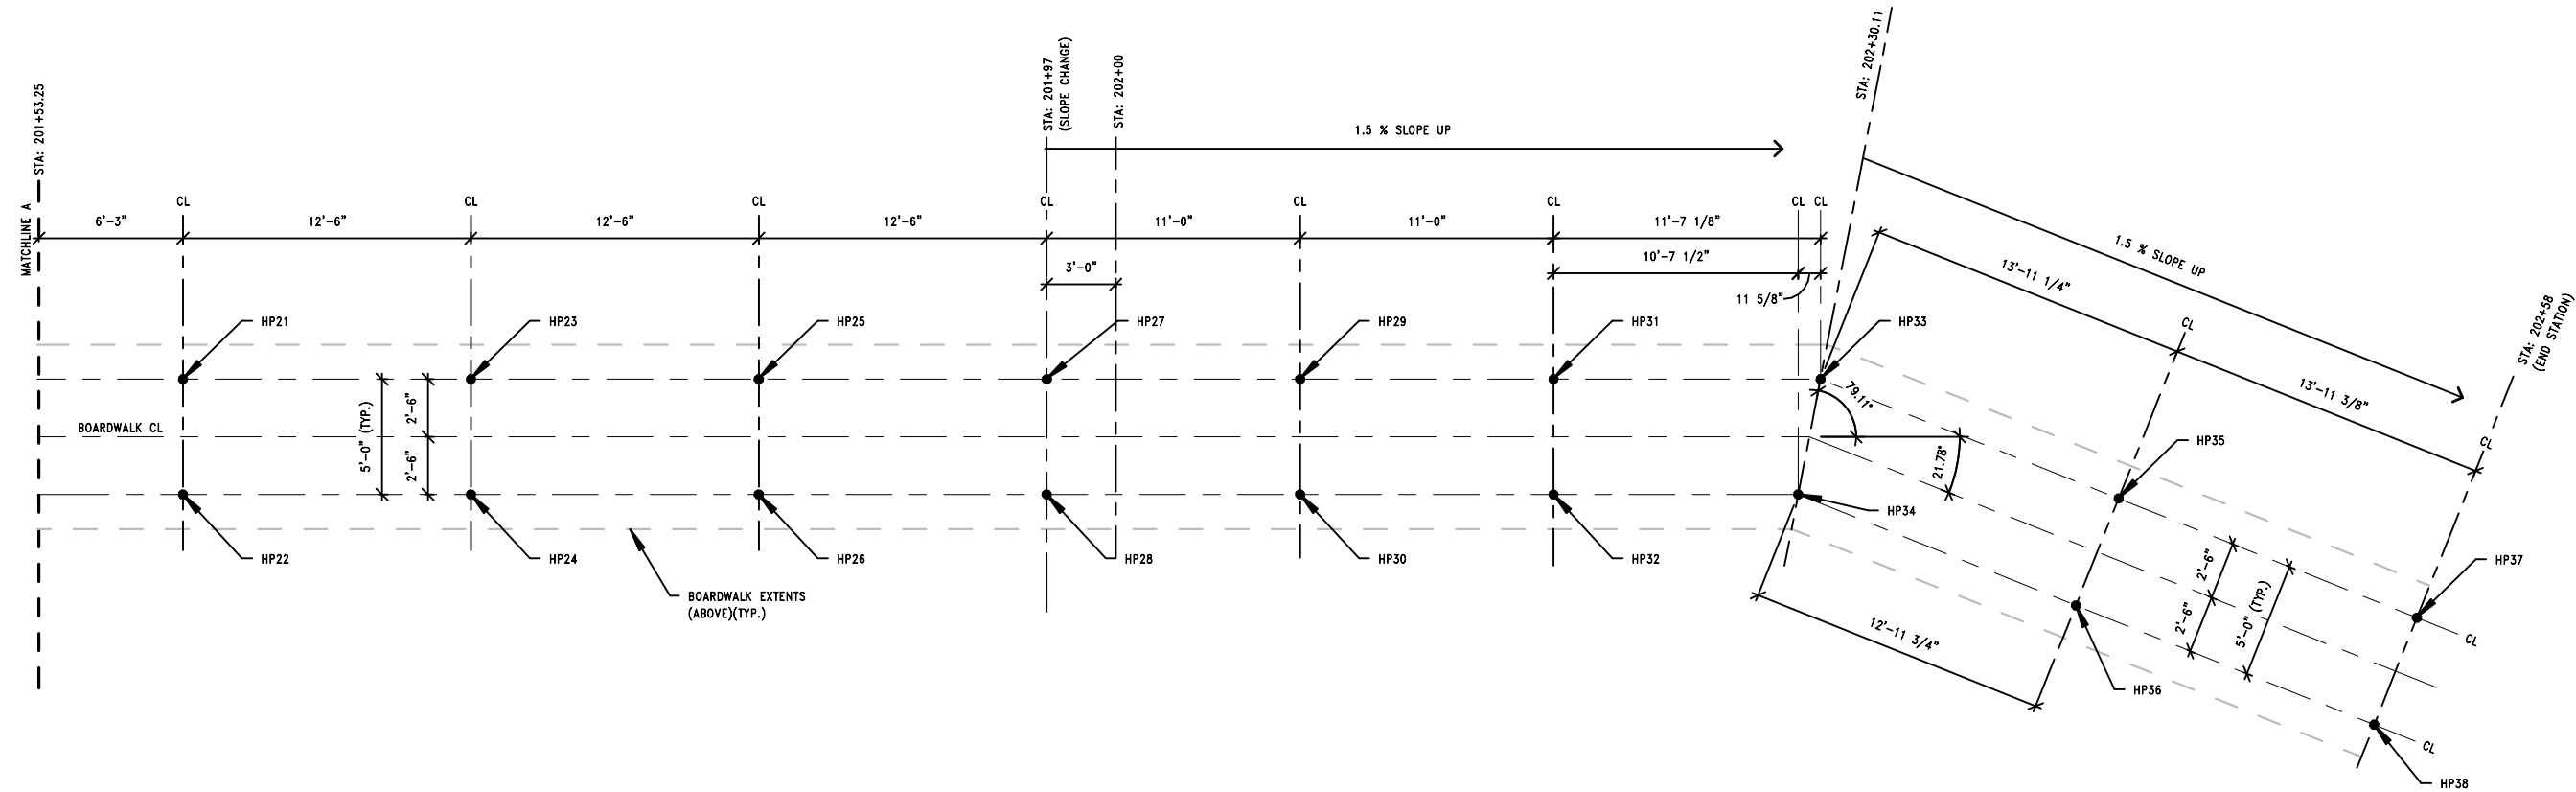 STA: 201+53.25
MATCHLINE A
STA: 201+97
(SLOPE CHANGE)
STA: 202+00
STA: 202+30.11
1.5 % SLOPE UP
1.5 % SLOPE UP
STA: 202+58
(END STATION)
CL
CL
CL
CL
CL
CL
CL
CL
6'-3"
12'-6"
12'-6"
12'-6"
11'-0"
11'-0"
11'-7 1/8"
3'-0"
10'-7 1/2"
11 5/8"
13'-11 1/4"
13'-11 3/8"
CL
CL
HP21
HP23
HP25
HP27
HP29
HP31
HP33
79.11°
21.78°
BOARDWALK CL
5'-0" (TYP.)
2'-6"
2'-6"
HP35
HP34
HP22
HP24
HP26
HP28
HP30
HP32
HP37
BOARDWALK EXTENTS
(ABOVE)(TYP.)
2'-6"
2'-6"
5'-0" (TYP.)
12'-11 3/4"
CL
CL
HP36
HP38